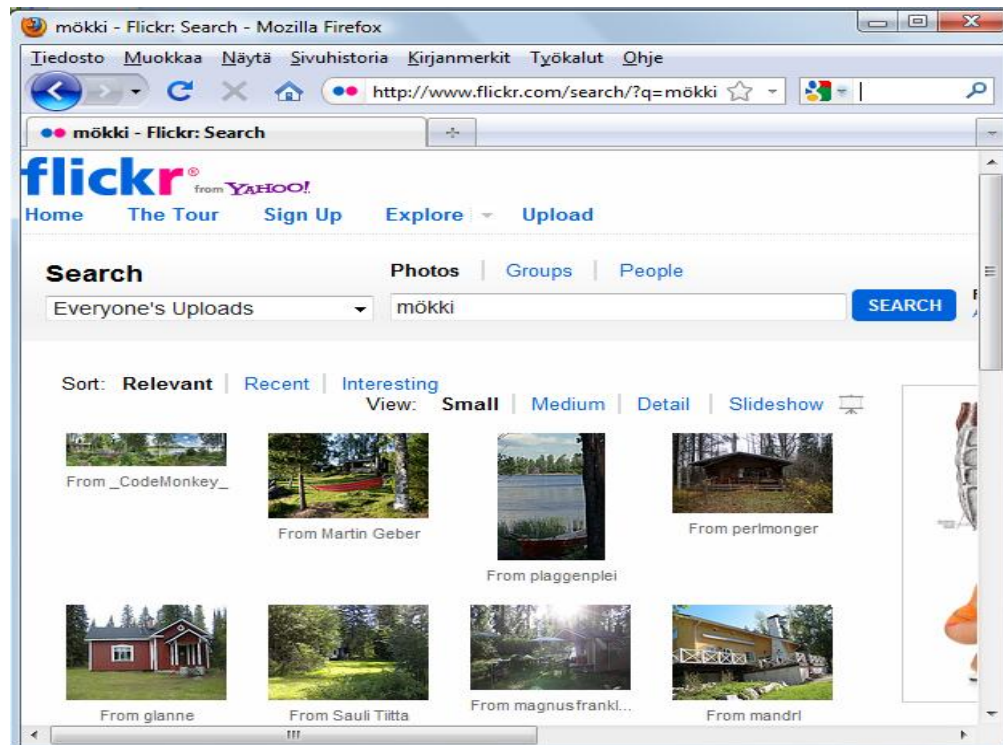 mökki - Flickr: Search - Mozilla Firefox
Tiedosto Muokkaa Näytä Sivuhistoria Kirjanmerkit Työkalut Ohje
http://www.flickr.com/search/?q=mökki
mökki - Flickr: Search
flickr® from YAHOO!
Home The Tour Sign Up Explore Upload
Search Photos Groups People
Everyone's Uploads mökki SEARCH
Sort: Relevant Recent Interesting
View: Small Medium Detail Slideshow
From _CodeMonkey_
From Martin Geber
From plaggenplei
From perlmonger
From glanne
From Sauli Tiitta
From magnusfrankl...
From mandrl